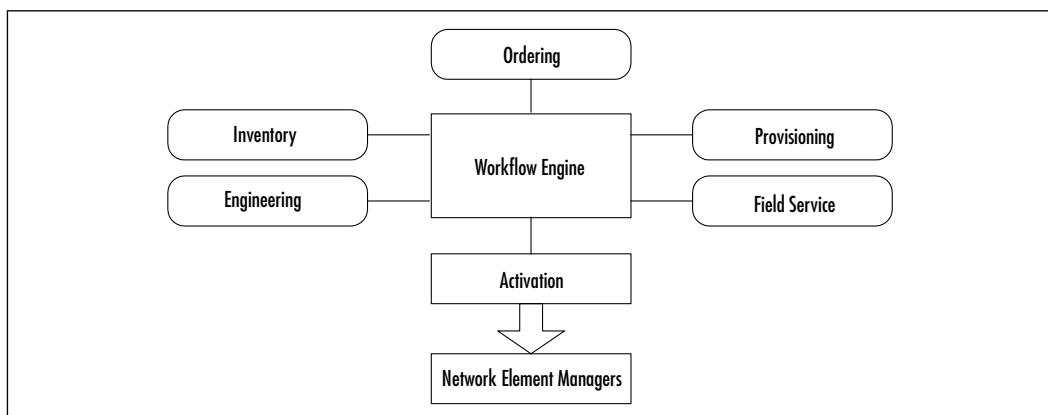 Ordering
Inventory
Workflow Engine
Provisioning
Engineering
Field Service
Activation
Network Element Managers